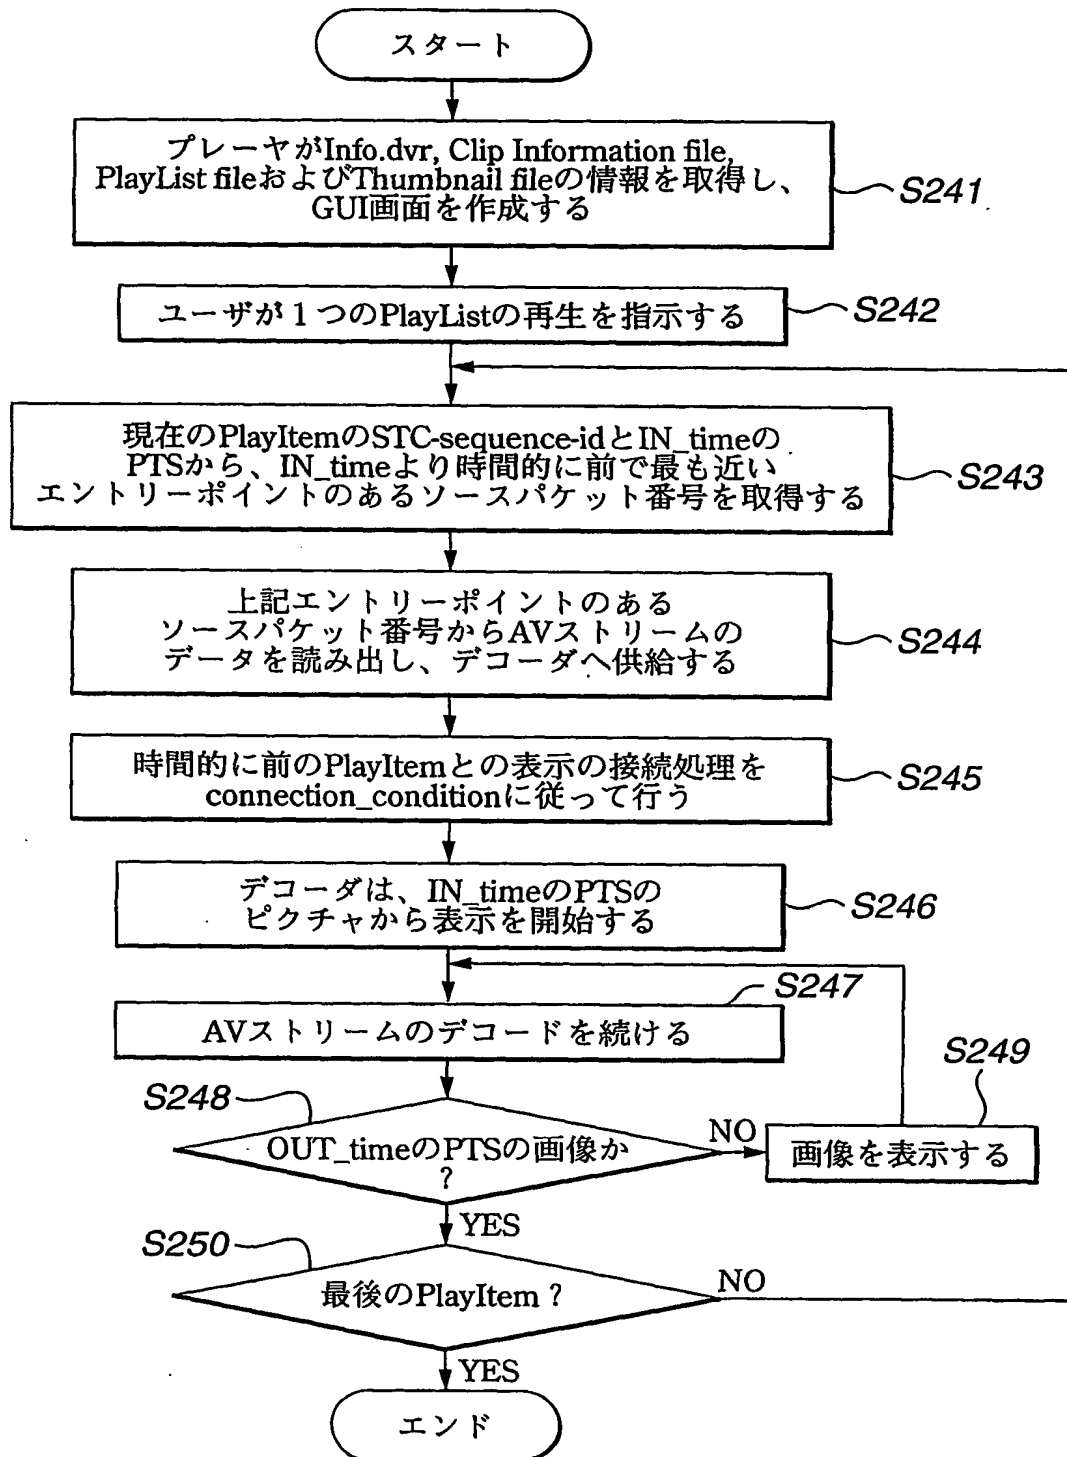 スタート
プレーヤがInfo.dvr, Clip Information file,
PlayList fileおよびThumbnail fileの情報を取得し、
GUI画面を作成する
S241
ユーザが１つのPlayListの再生を指示する
S242
現在のPlayItemのSTC-sequence-idとIN_timeの
PTSから、IN_timeより時間的に前で最も近い
エントリーポイントのあるソースパケット番号を取得する
S243
上記エントリーポイントのある
ソースパケット番号からAVストリームの
データを読み出し、デコーダへ供給する
S244
時間的に前のPlayItemとの表示の接続処理を
connection_conditionに従って行う
S245
デコーダは、IN_timeのPTSの
ピクチャから表示を開始する
S246
S247
AVストリームのデコードを続ける
S248
OUT_timeのPTSの画像か
？
NO
S249
画像を表示する
YES
S250
最後のPlayItem？
NO
YES
エンド